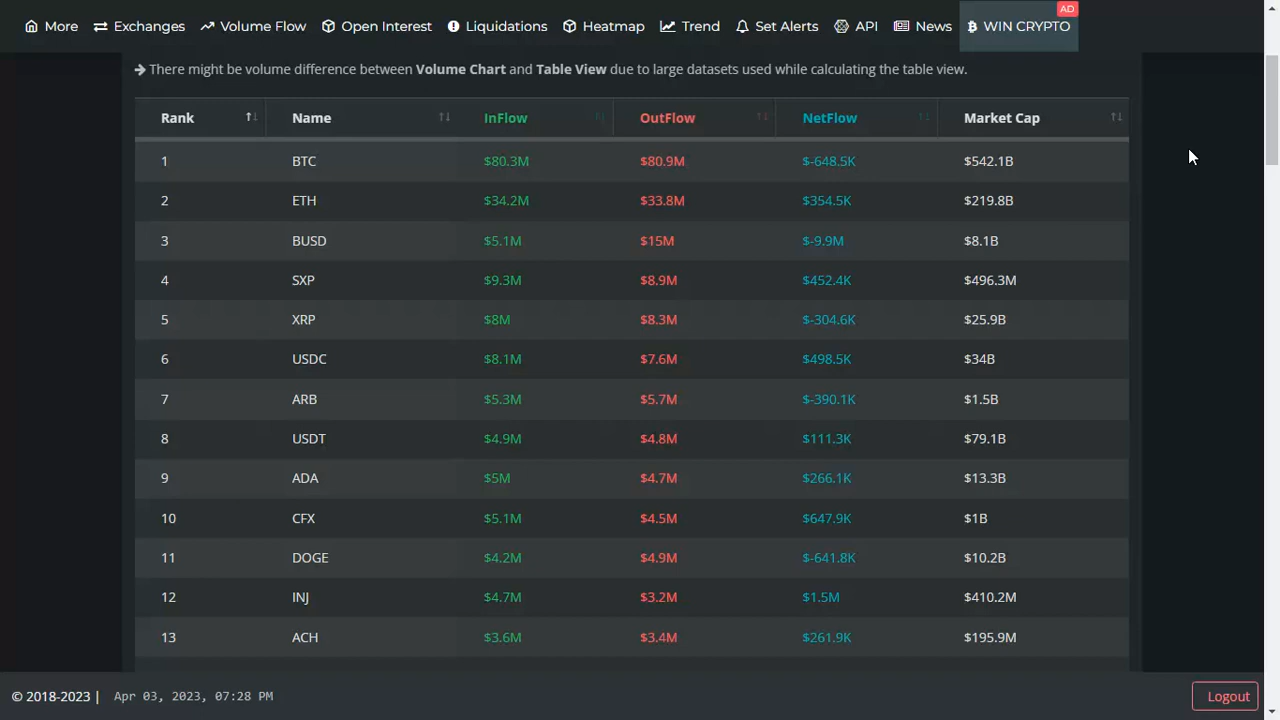 More Exchanges Volume Flow Open Interest Liquidations Heatmap Trend Set Alerts API News WIN CRYPTO AD
There might be volume difference between Volume Chart and Table View due to large datasets used while calculating the table view.
Rank Name InFlow OutFlow NetFlow Market Cap
1 BTC $80.3M $80.9M $-648.5K $542.1B
2 ETH $34.2M $33.8M $354.5K $219.8B
3 BUSD $5.1M $15M $-9.9M $8.1B
4 SXP $9.3M $8.9M $452.4K $496.3M
5 XRP $8M $8.3M $-304.6K $25.9B
6 USDC $8.1M $7.6M $498.5K $34B
7 ARB $5.3M $5.7M $-390.1K $1.5B
8 USDT $4.9M $4.8M $111.3K $79.1B
9 ADA $5M $4.7M $266.1K $13.3B
10 CFX $5.1M $4.5M $647.9K $1B
11 DOGE $4.2M $4.9M $-641.8K $10.2B
12 INJ $4.7M $3.2M $1.5M $410.2M
13 ACH $3.6M $3.4M $261.9K $195.9M
© 2018-2023 | Apr 03, 2023, 07:28 PM Logout